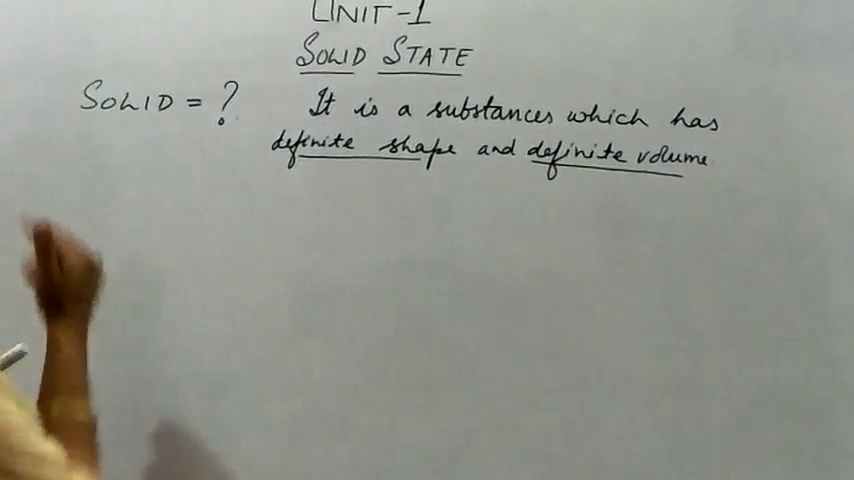 UNIT-1
SOLID STATE
SOLID = ? It is a substances which has
definite shape and definite volume